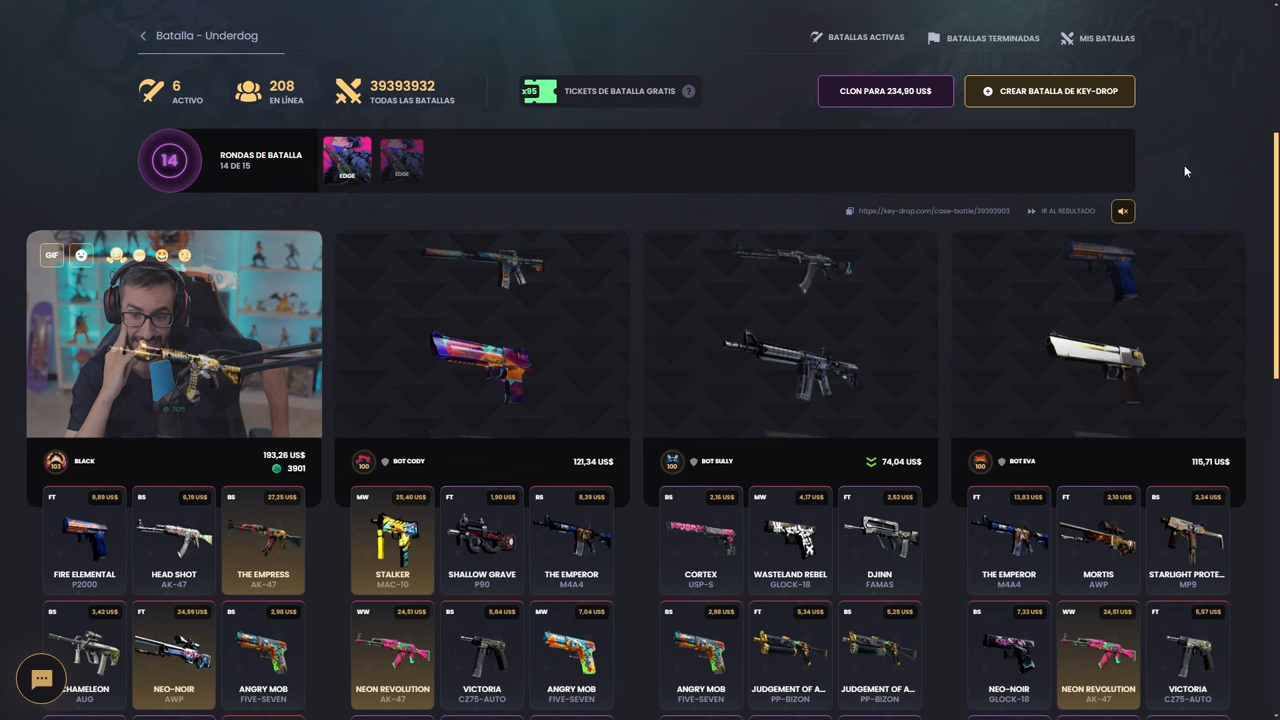 Batalla - Underdog
BATALLAS ACTIVAS
BATALLAS TERMINADAS
MIS BATALLAS
6
ACTIVO
208
EN LÍNEA
39393932
TODAS LAS BATALLAS
x95
TICKETS DE BATALLA GRATIS
?
CLON PARA 234,90 US$
CREAR BATALLA DE KEY-DROP
14
RONDAS DE BATALLA
14 DE 15
EDGE
EDGE
https://key-drop.com/case-battle/39393903
IR AL RESULTADO
GIF
1125
103
BLACK
193,26 US$
3901
100
BOT CODY
121,34 US$
100
BOT SULLY
74,04 US$
100
BOT EVA
115,71 US$
FT 9,89 US$
BS 6,19 US$
BS 27,25 US$
MW 25,40 US$
FT 1,90 US$
BS 8,39 US$
BS 2,16 US$
MW 4,17 US$
FT 2,52 US$
FT 13,83 US$
FT 2,10 US$
BS 2,34 US$
FIRE ELEMENTAL
P2000
HEAD SHOT
AK-47
THE EMPRESS
AK-47
STALKER
MAC-10
SHALLOW GRAVE
P90
THE EMPEROR
M4A4
CORTEX
USP-S
WASTELAND REBEL
GLOCK-18
DJINN
FAMAS
THE EMPEROR
M4A4
MORTIS
AWP
STARLIGHT PROTE...
MP9
BS 3,42 US$
FT 24,99 US$
BS 2,98 US$
WW 24,51 US$
BS 5,84 US$
MW 7,04 US$
BS 2,98 US$
FT 5,34 US$
BS 5,25 US$
BS 7,33 US$
WW 24,51 US$
FT 5,57 US$
CHAMELEON
AUG
NEO-NOIR
AWP
ANGRY MOB
FIVE-SEVEN
NEON REVOLUTION
AK-47
VICTORIA
CZ75-AUTO
ANGRY MOB
FIVE-SEVEN
ANGRY MOB
FIVE-SEVEN
JUDGEMENT OF A...
PP-BIZON
JUDGEMENT OF A...
PP-BIZON
NEO-NOIR
GLOCK-18
NEON REVOLUTION
AK-47
VICTORIA
CZ75-AUTO